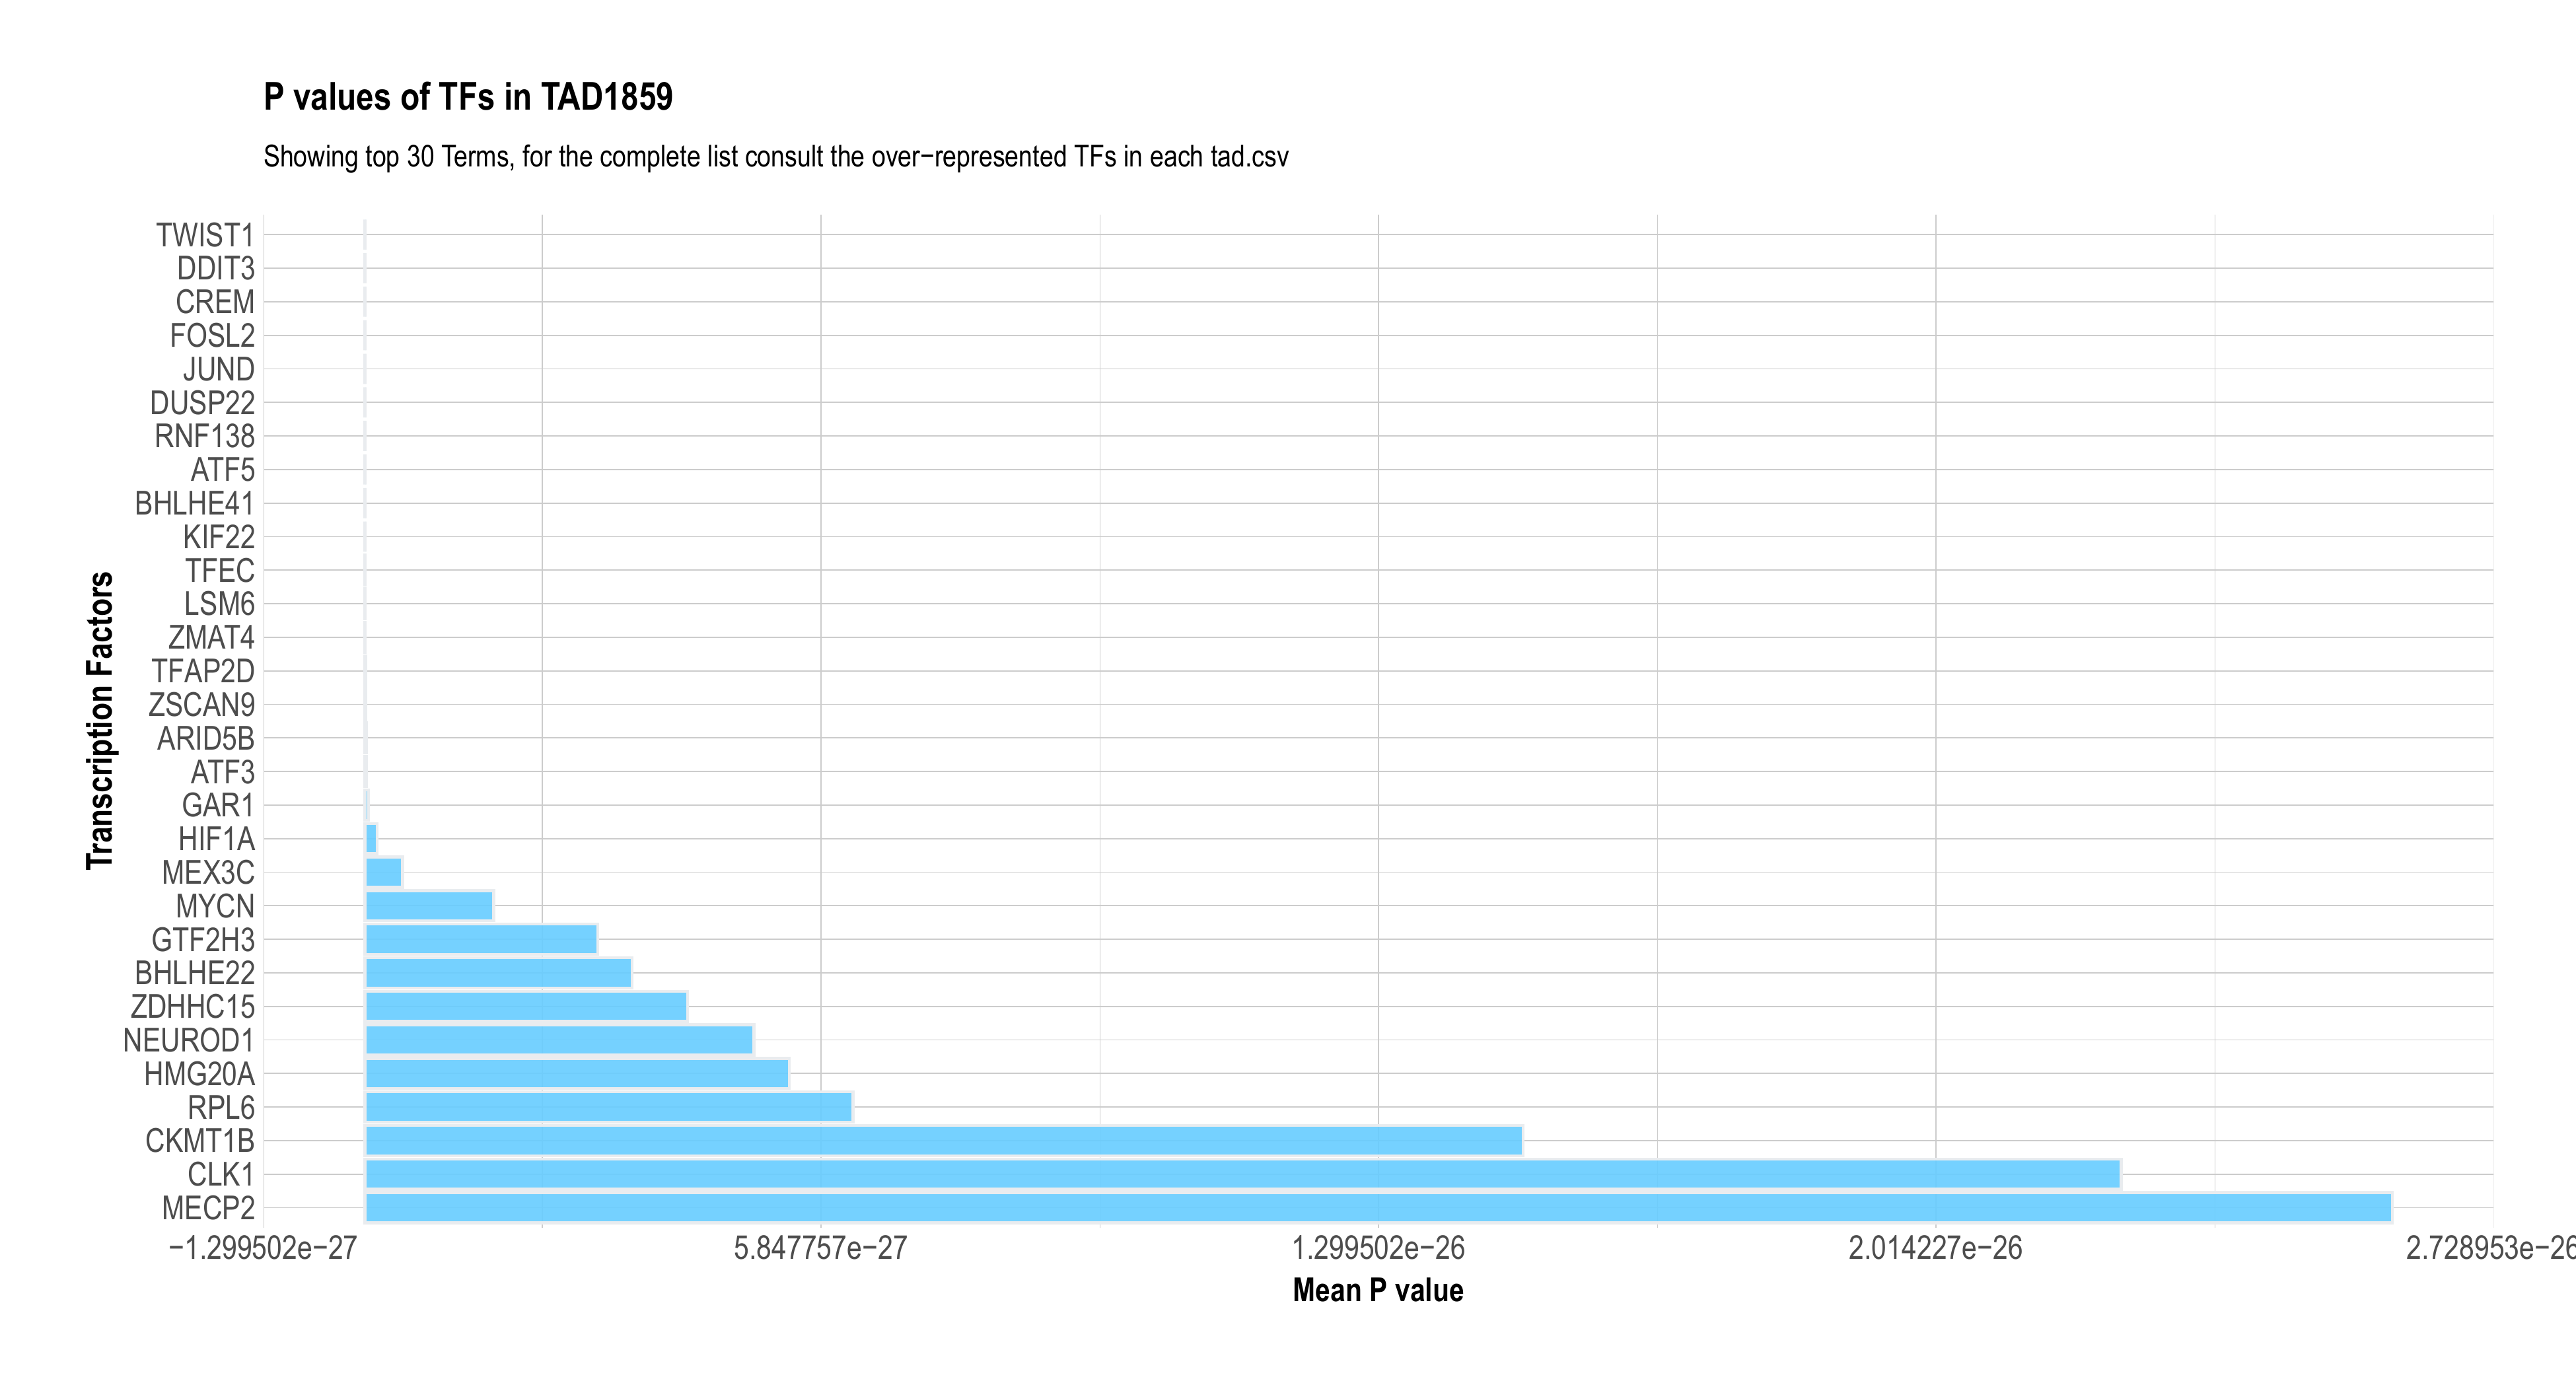 P values of TFs in TAD1859
Showing top 30 Terms, for the complete list consult the over−represented TFs in each tad.csv
Transcription Factors
TWIST1
DDIT3
CREM
FOSL2
JUND
DUSP22
RNF138
ATF5
BHLHE41
KIF22
TFEC
LSM6
ZMAT4
TFAP2D
ZSCAN9
ARID5B
ATF3
GAR1
HIF1A
MEX3C
MYCN
GTF2H3
BHLHE22
ZDHHC15
NEUROD1
HMG20A
RPL6
CKMT1B
CLK1
MECP2
−1.299502e−27 5.847757e−27 1.299502e−26 2.014227e−26 2.728953e−26
Mean P value